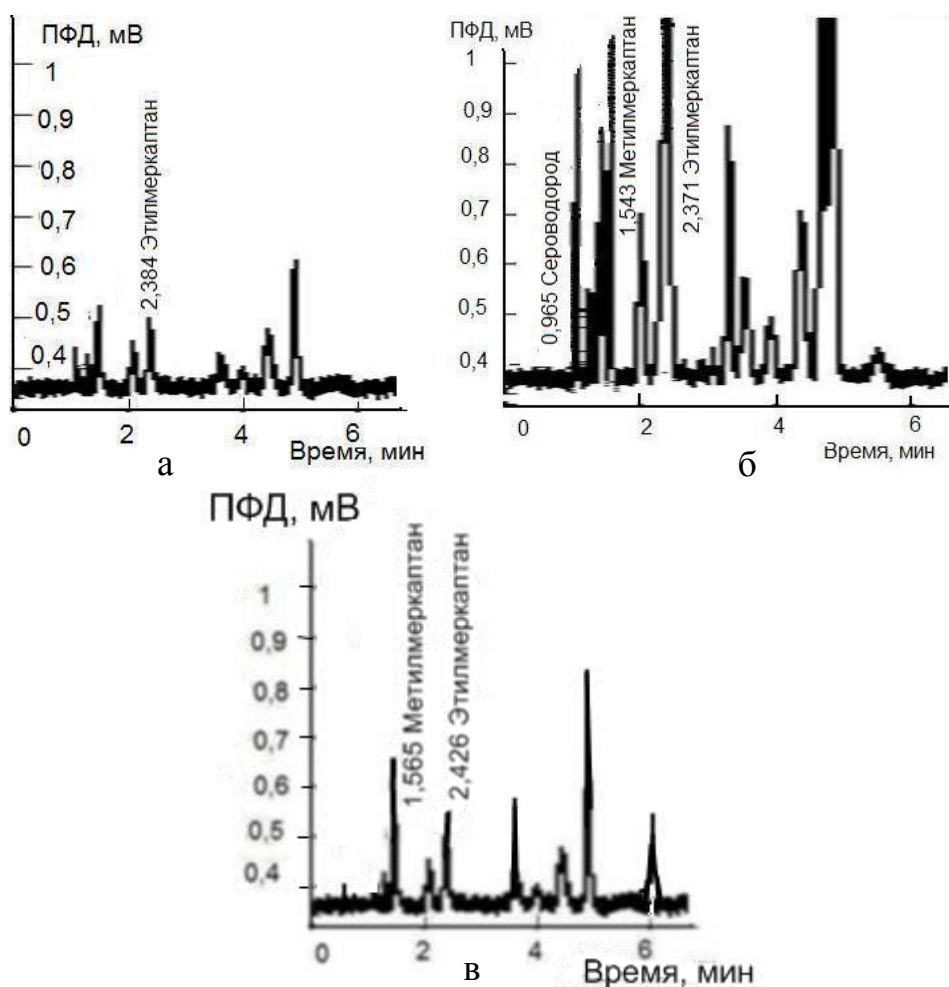 ПФД, мВ
1
0,9
0,8
0,7
0,6
0,5
0,4
2,384 Этилмеркаптан
0
2
4
6
Время, мин
а
ПФД, мВ
1
0,9
0,8
0,7
0,6
0,5
0,4
0,965 Сероводород
1,543 Метилмеркаптан
2,371 Этилмеркаптан
0
2
4
6
Время, мин
б
ПФД, мВ
1
0,9
0,8
0,7
0,6
0,5
0,4
1,565 Метилмеркаптан
2,426 Этилмеркаптан
0
2
4
6
Время, мин
в